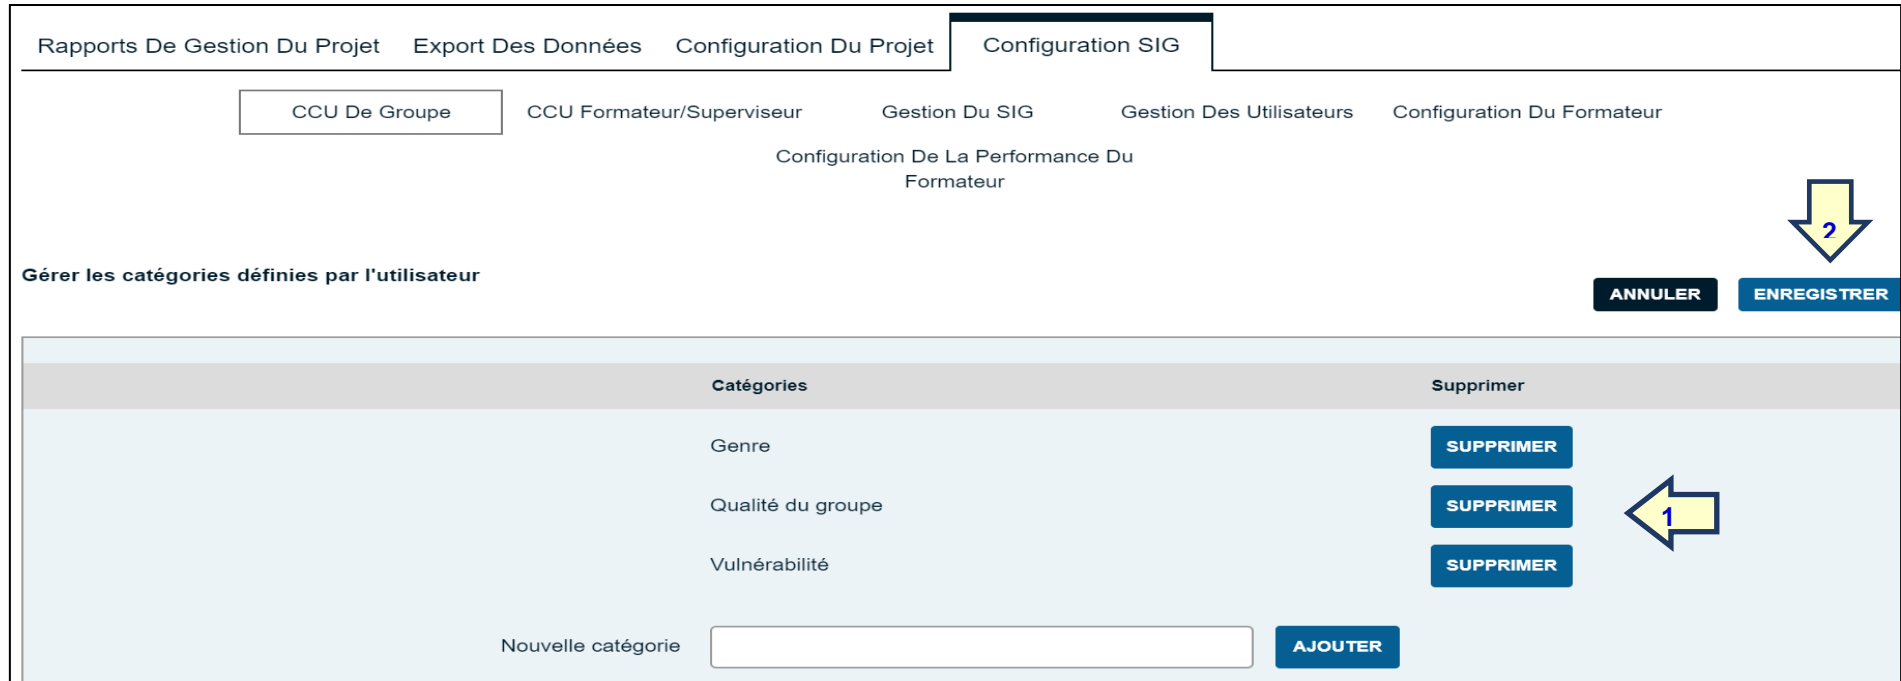 Rapports De Gestion Du Projet Export Des Données Configuration Du Projet Configuration SIG
CCU De Groupe CCU Formateur/Superviseur Gestion Du SIG Gestion Des Utilisateurs Configuration Du Formateur
Configuration De La Performance Du
Formateur
2
Gérer les catégories définies par l'utilisateur
ANNULER ENREGISTRER
Catégories Supprimer
Genre SUPPRIMER
Qualité du groupe SUPPRIMER 1
Vulnérabilité SUPPRIMER
Nouvelle catégorie AJOUTER